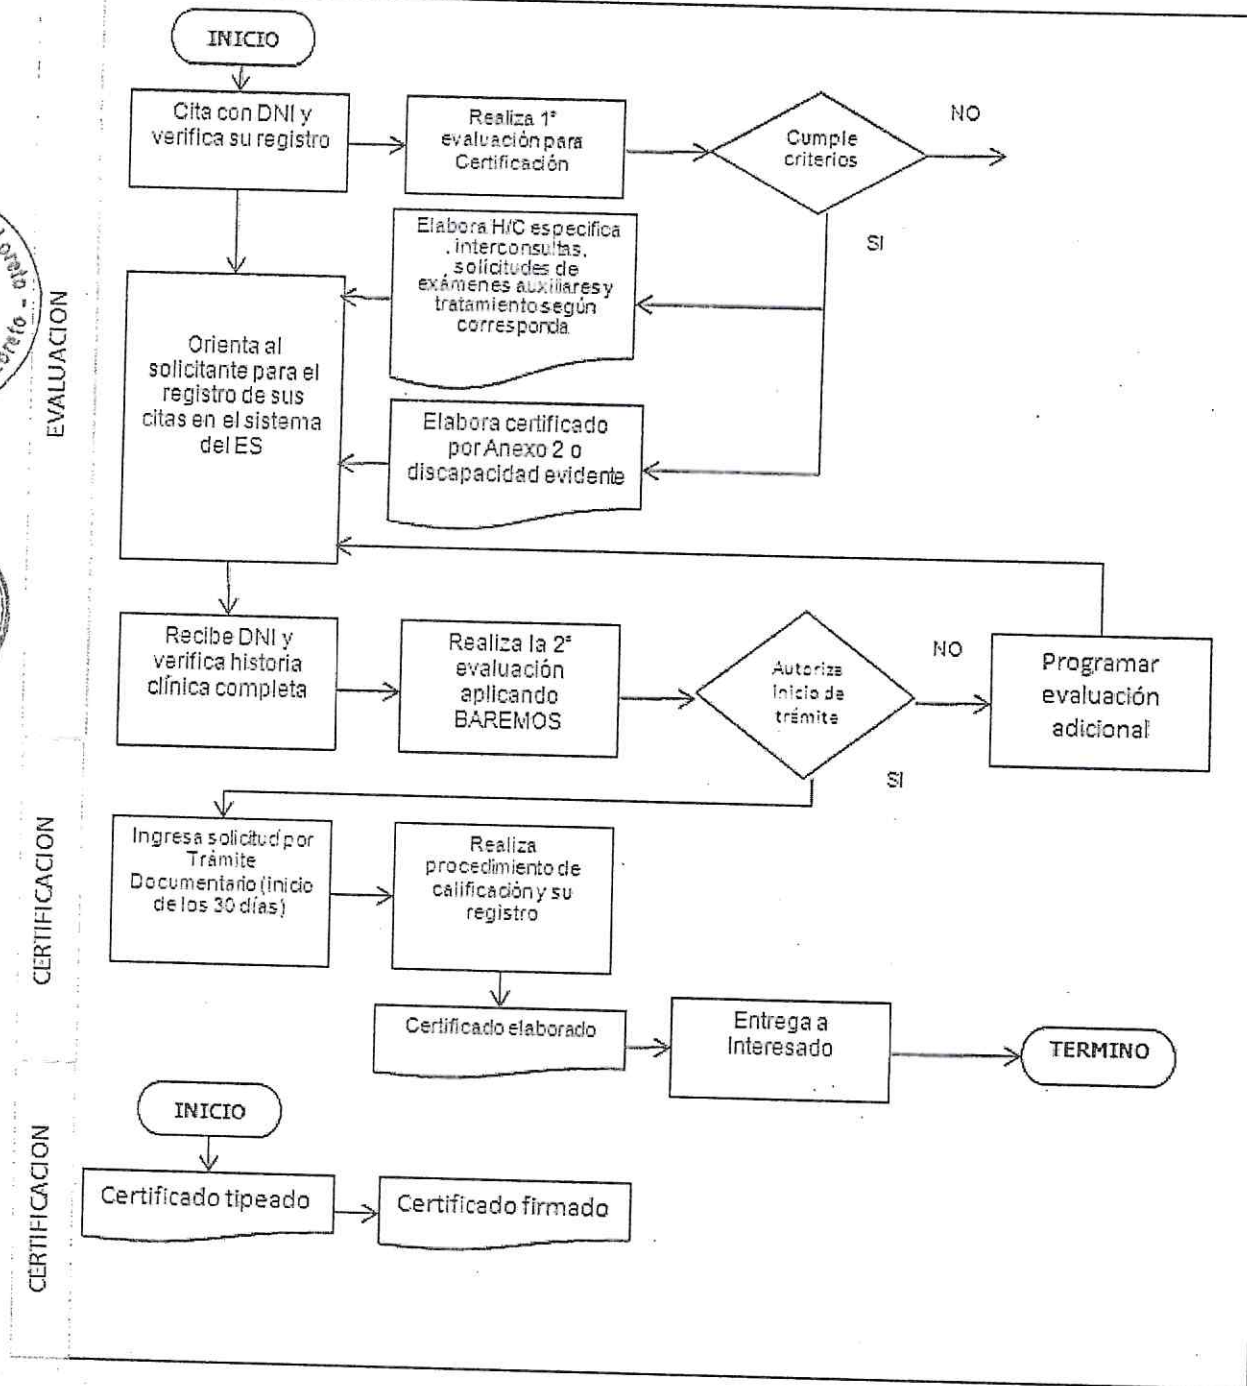 INICIO
Cita con DNI y
verifica su registro
Realiza 1ª
evaluación para
Certificación
Cumple
criterios
NO
SI
Elabora H/C especifica
, interconsultas,
solicitudes de
exámenes auxiliares y
tratamiento según
corresponda
Orienta al
solicitante para el
registro de sus
citas en el sistema
del ES
Elabora certificado
por Anexo 2 o
discapacidad evidente
EVALUACION
Loreto
Loreto
Recibe DNI y
verifica historia
clínica completa
Realiza la 2ª
evaluación
aplicando
BAREMOS
Autoriza
inicio de
trámite
NO
SI
Programar
evaluación
adicional
CERTIFICACION
Ingresa solicitud por
Trámite
Documentario (inicio
de los 30 días)
Realiza
procedimiento de
calificación y su
registro
Certificado elaborado
Entrega a
Interesado
TERMINO
CERTIFICACION
INICIO
Certificado tipeado
Certificado firmado